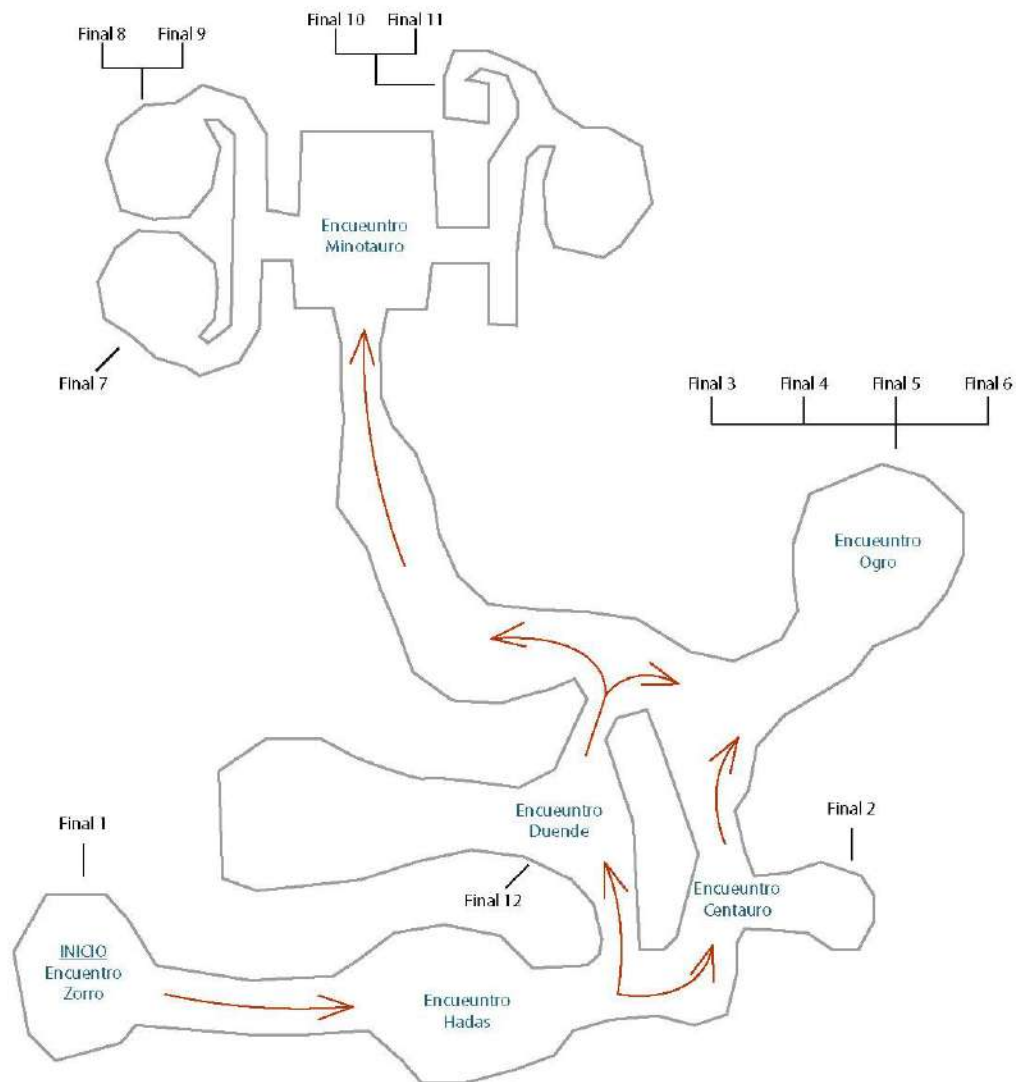 Final 10 Final 11
Final 8 Final 9
Encueuntro
Minotauro
Final 7
Final 3 Final 4 Final 5 Final 6
Encueuntro
Ogro
Encueuntro
Duende
Final 1
Final 2
Final 12
Encueuntro
Centauro
INICIO
Encuentro
Zorro
Encueuntro
Hadas